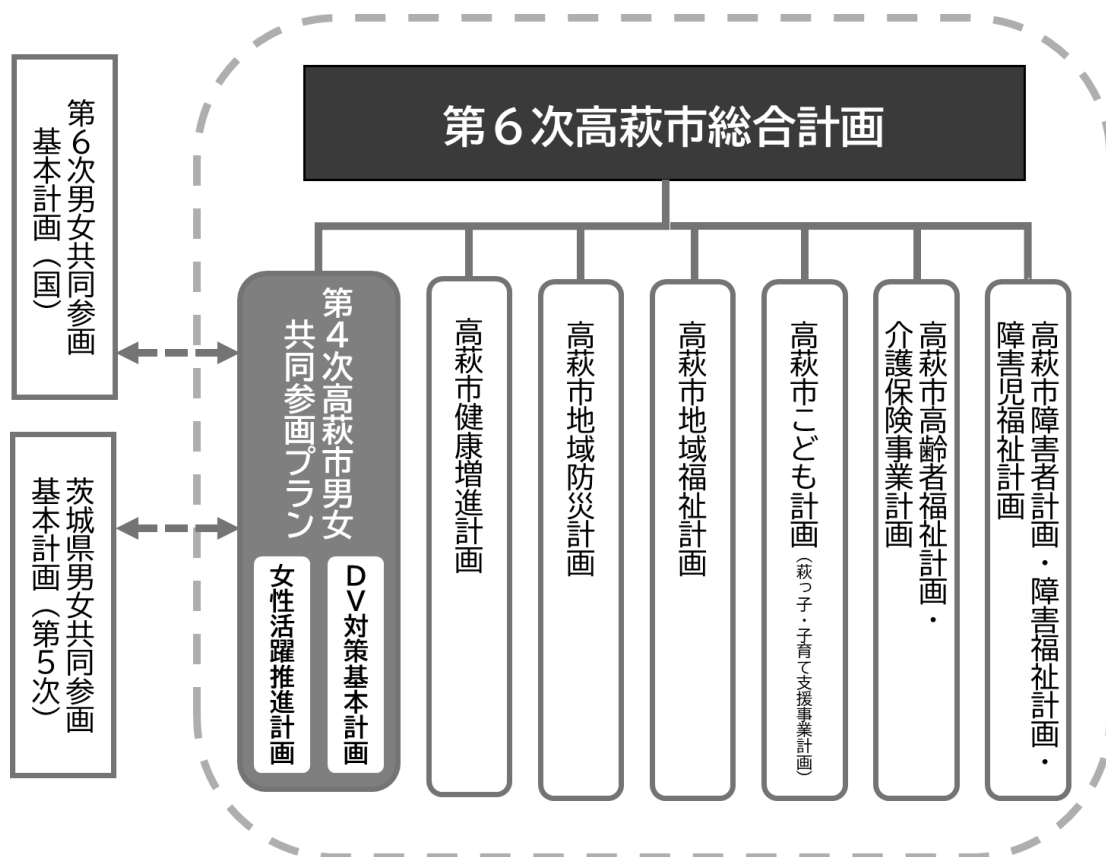 第６次高萩市総合計画
第６次男女共同参画
基本計画（国）
茨城県男女共同参画
基本計画（第５次）
第４次高萩市男女
共同参画プラン
ＤＶ対策基本計画
女性活躍推進計画
高萩市健康増進計画
高萩市地域防災計画
高萩市地域福祉計画
高萩市こども計画（萩っ子・子育て支援事業計画）
高萩市高齢者福祉計画・
介護保険事業計画
高萩市障害者計画・障害福祉計画・
障害児福祉計画